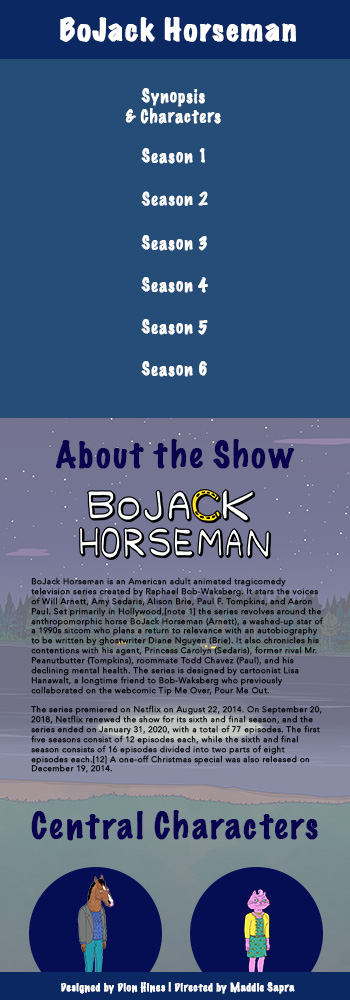 BoJack Horseman
Synopsis
& Characters
Season 1
Season 2
Season 3
Season 4
Season 5
Season 6
About the Show
BOJACK
HORSEMAN
BoJack Horseman is an American adult animated tragicomedy
television series created by Raphael Bob-Waksberg. It stars the voices
of Will Arnett, Amy Sedaris, Alison Brie, Paul F. Tompkins, and Aaron
Paul. Set primarily in Hollywood,[note 1] the series revolves around the
anthropomorphic horse BoJack Horseman (Arnett), a washed-up star of
a 1990s sitcom who plans a return to relevance with an autobiography
to be written by ghostwriter Diane Nguyen (Brie). It also chronicles his
contentions with his agent, Princess Carolyn (Sedaris), former rival Mr.
Peanutbutter (Tompkins), roommate Todd Chavez (Paul), and his
declining mental health. The series is designed by cartoonist Lisa
Hanawalt, a longtime friend to Bob-Waksberg who previously
collaborated on the webcomic Tip Me Over, Pour Me Out.
The series premiered on Netflix on August 22, 2014. On September 20,
2018, Netflix renewed the show for its sixth and final season, and the
series ended on January 31, 2020, with a total of 77 episodes. The first
five seasons consist of 12 episodes each, while the sixth and final
season consists of 16 episodes divided into two parts of eight
episodes each.[12] A one-off Christmas special was also released on
December 19, 2014.
Central Characters
Designed by Dion Hines | Directed by Maddie Sapra